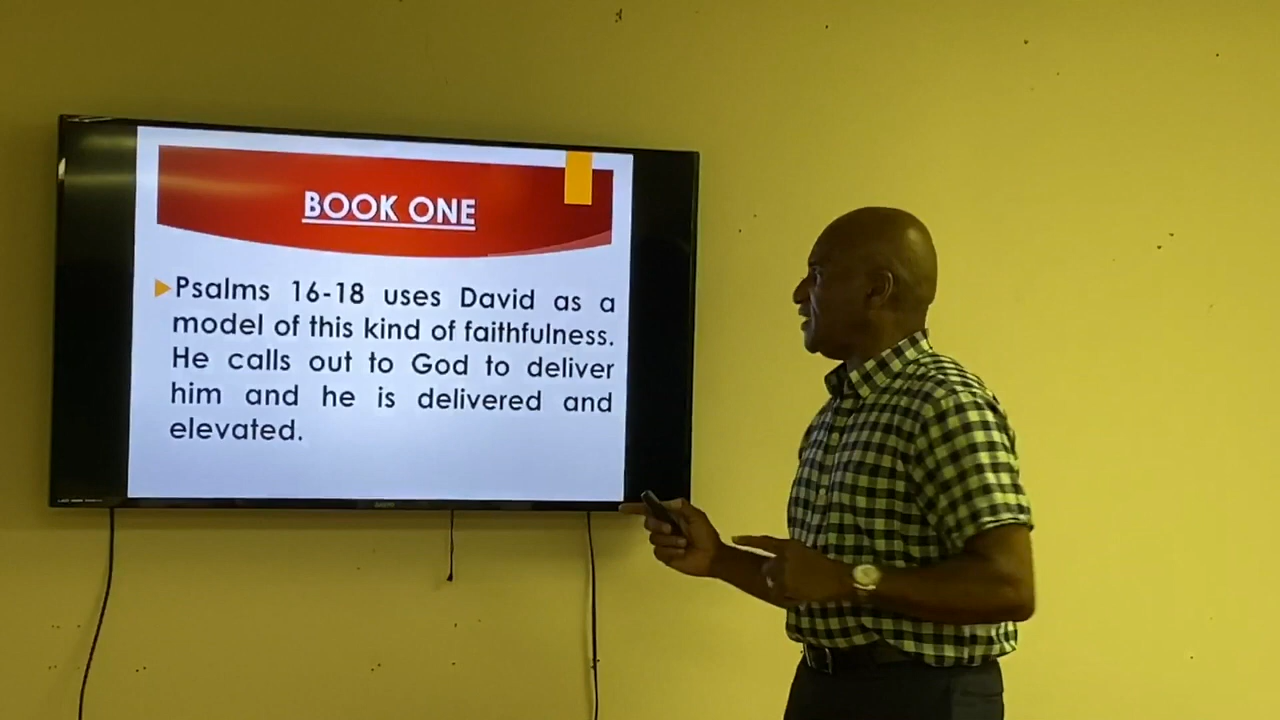 BOOK ONE
Psalms 16-18 uses David as a
model of this kind of faithfulness.
He calls out to God to deliver
him and he is delivered and
elevated.